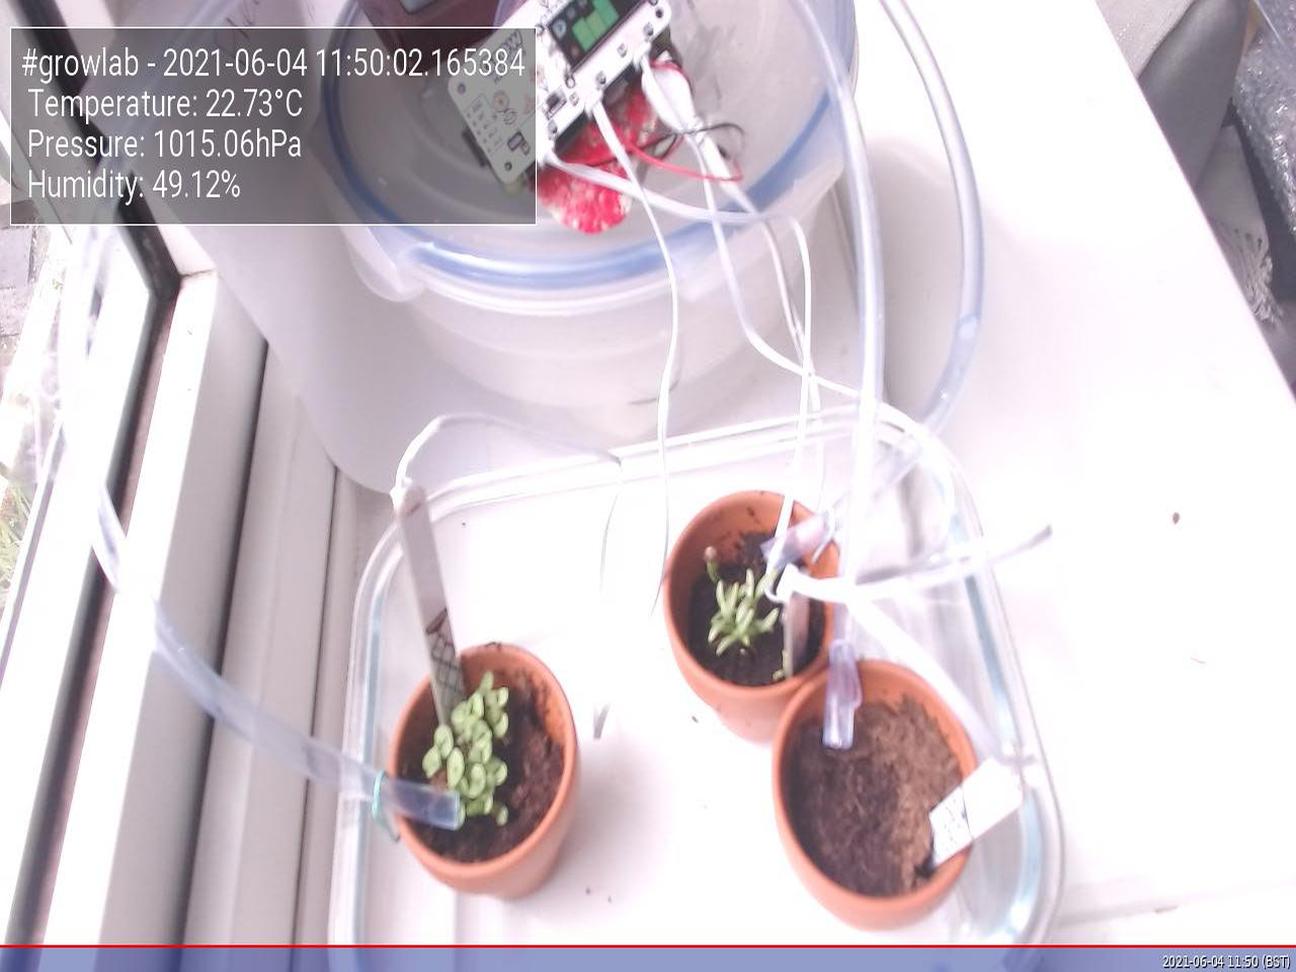 #growlab - 2021-06-04 11:50:02.165384
Temperature: 22.73°C
Pressure: 1015.06hPa
Humidity: 49.12%
2021-06-04 11:50 (BST)